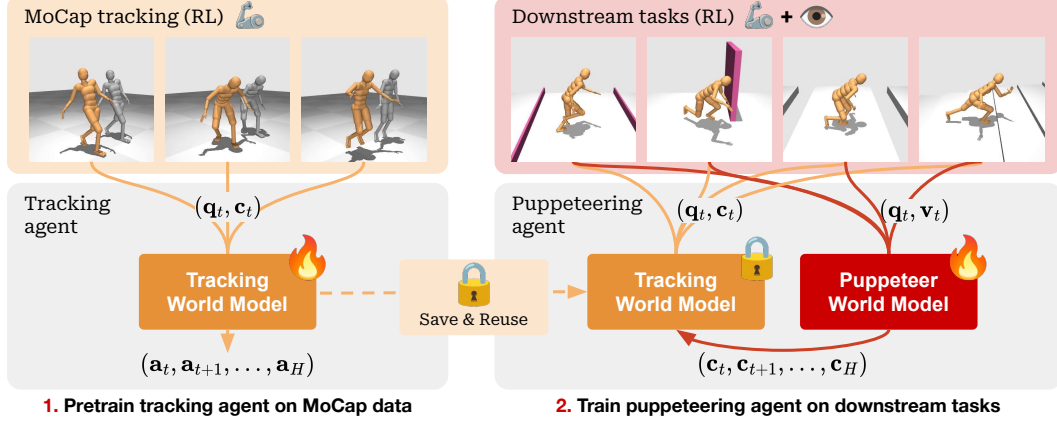 MoCap tracking (RL)
Tracking
agent
(q_t, c_t)
Tracking
World Model
(a_t, a_{t+1}, . . . , a_H)
1. Pretrain tracking agent on MoCap data
Save & Reuse
Downstream tasks (RL) +
Puppeteering
agent
(q_t, c_t)
(q_t, v_t)
Tracking
World Model
Puppeteer
World Model
(c_t, c_{t+1}, . . . , c_H)
2. Train puppeteering agent on downstream tasks